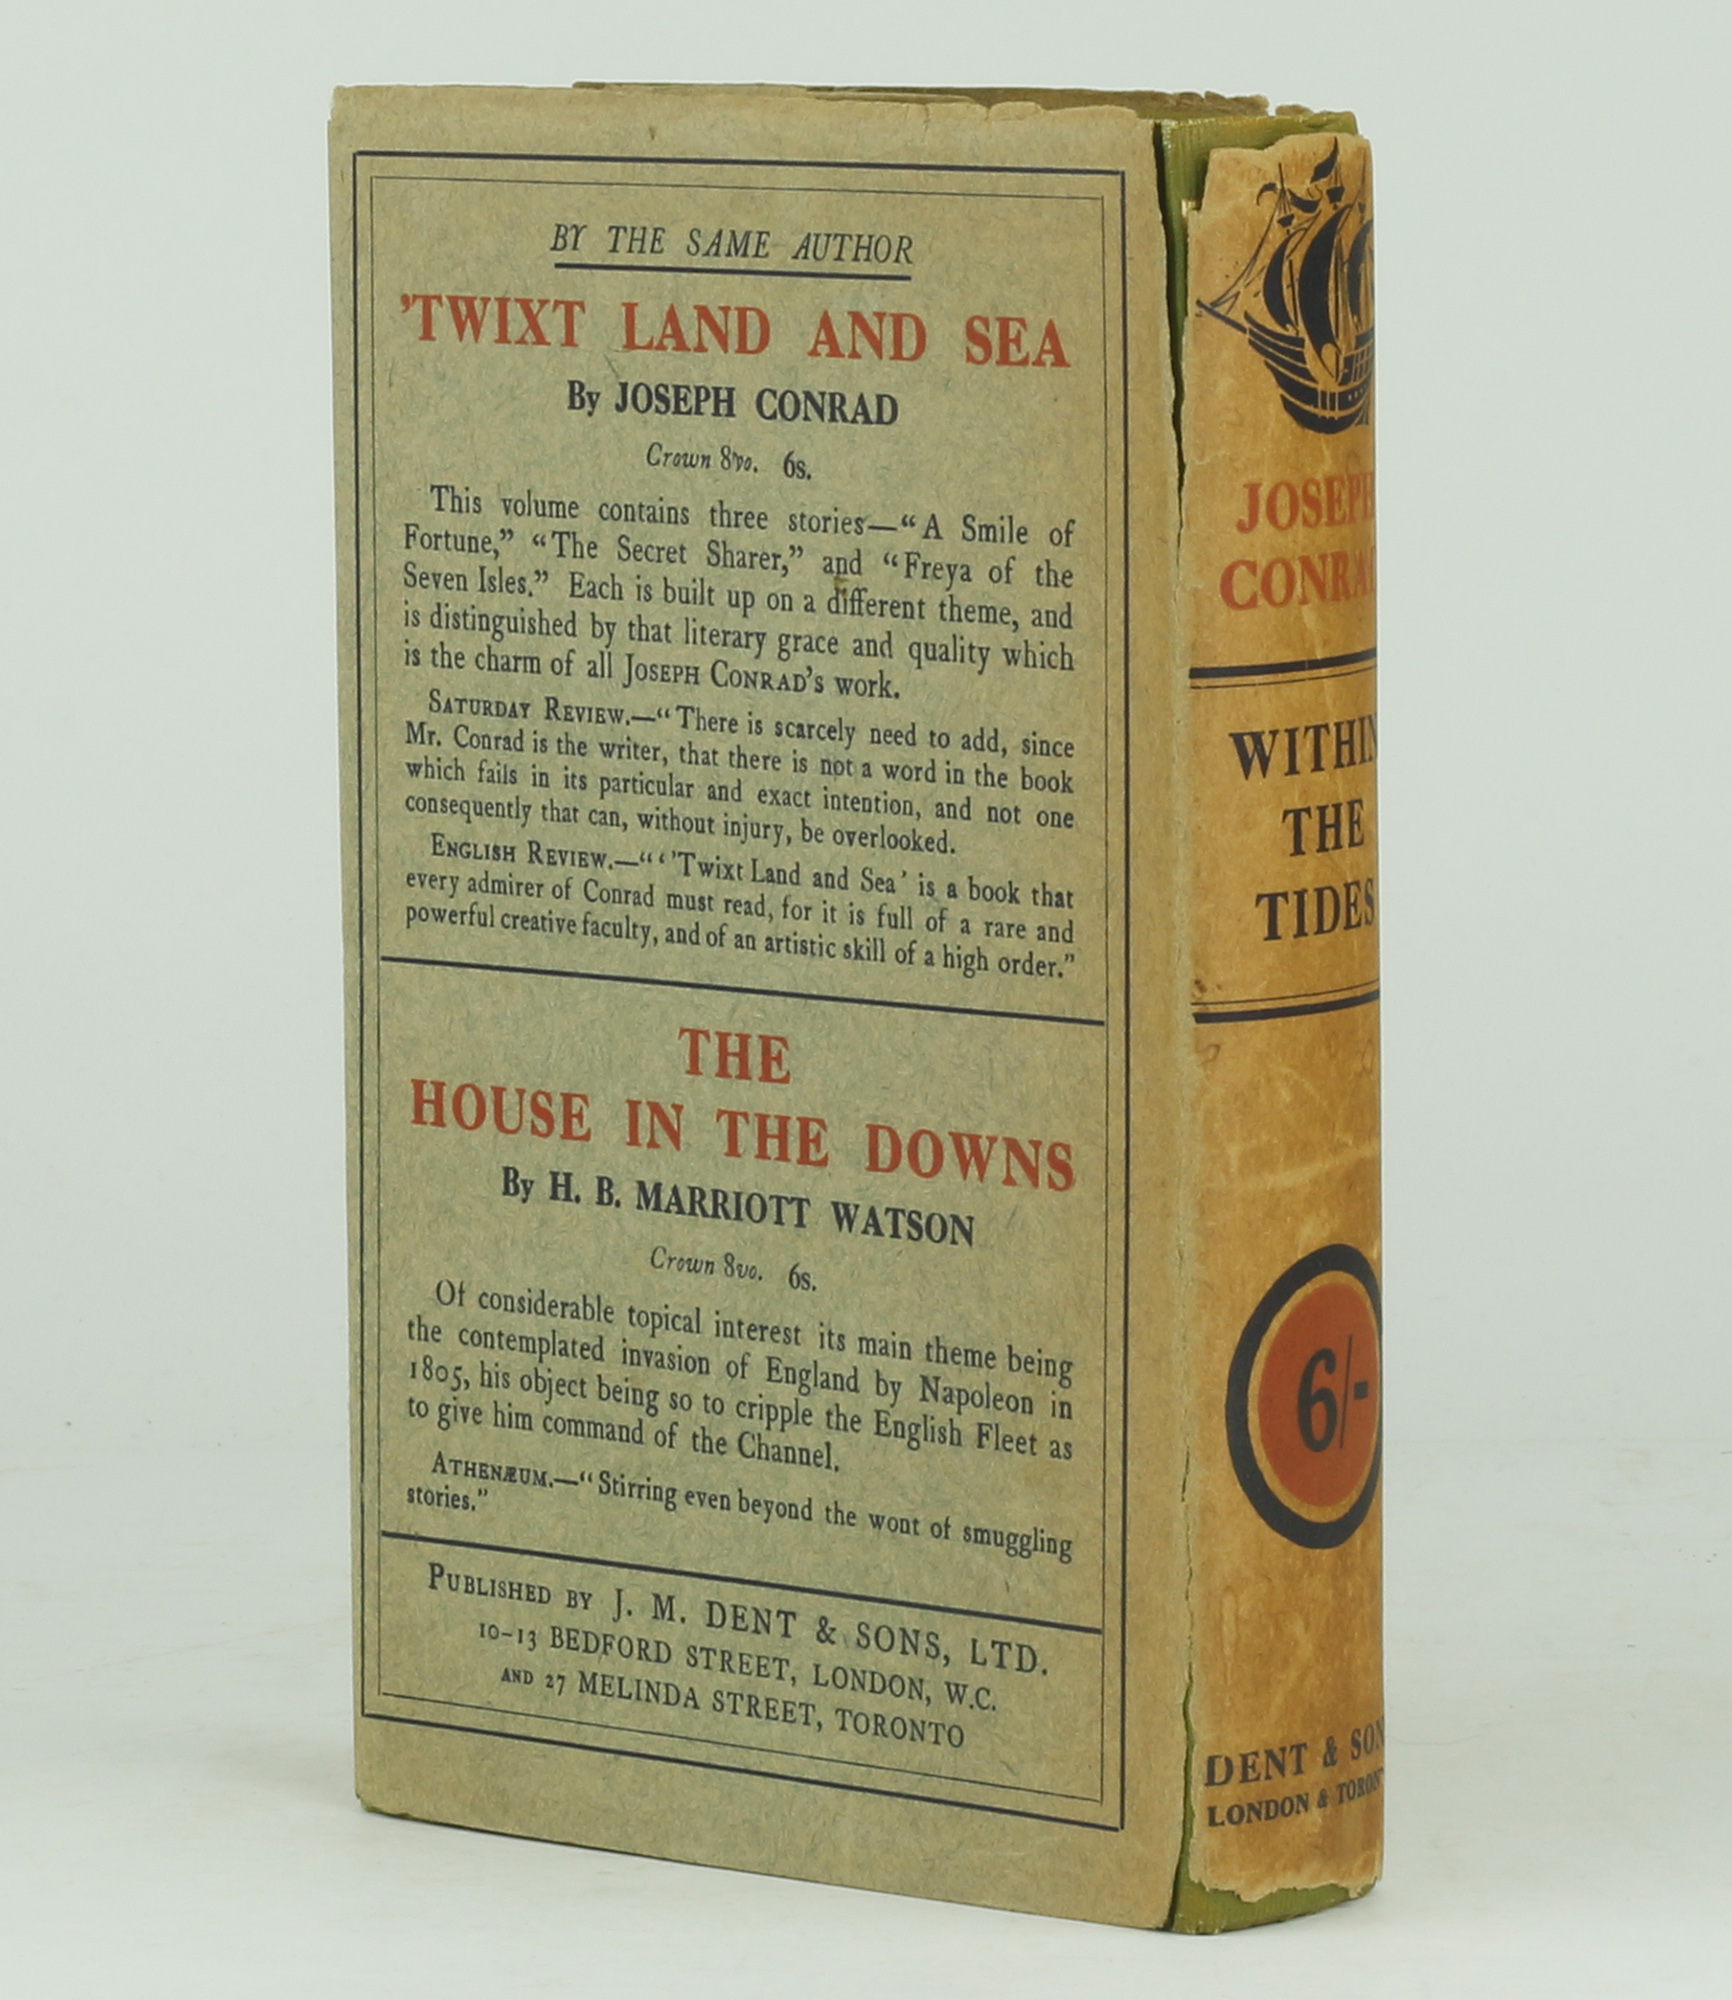 BY THE SAME AUTHOR
'TWIXT LAND AND SEA
By JOSEPH CONRAD
Crown 8vo. 6s.
This volume contains three stories—“A Smile of
Fortune,” “The Secret Sharer,” and “Freya of the
Seven Isles.” Each is built up on a different theme, and
is distinguished by that literary grace and quality which
is the charm of all JOSEPH CONRAD'S work.
SATURDAY REVIEW.—“There is scarcely need to add, since
Mr. Conrad is the writer, that there is not a word in the book
which fails in its particular and exact intention, and not one
consequently that can, without injury, be overlooked.
ENGLISH REVIEW.—“‘'Twixt Land and Sea’ is a book that
every admirer of Conrad must read, for it is full of a rare and
powerful creative faculty, and of an artistic skill of a high order.”
THE
HOUSE IN THE DOWNS
By H. B. MARRIOTT WATSON
Crown 8vo. 6s.
Of considerable topical interest its main theme being
the contemplated invasion of England by Napoleon in
1805, his object being so to cripple the English Fleet as
to give him command of the Channel.
ATHENÆUM.—“Stirring even beyond the wont of smuggling
stories.”
PUBLISHED BY J. M. DENT & SONS, LTD.
10-13 BEDFORD STREET, LONDON, W.C.
AND 27 MELINDA STREET, TORONTO
JOSEPH
CONRAD
WITHIN
THE
TIDES
6/-
DENT & SONS
LONDON & TORONTO